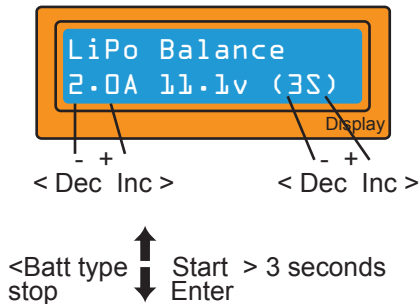 LiPo Balance
2.0A 11.1v (3S)
Display
- + - +
< Dec Inc > < Dec Inc >
<Batt type Start > 3 seconds
stop Enter